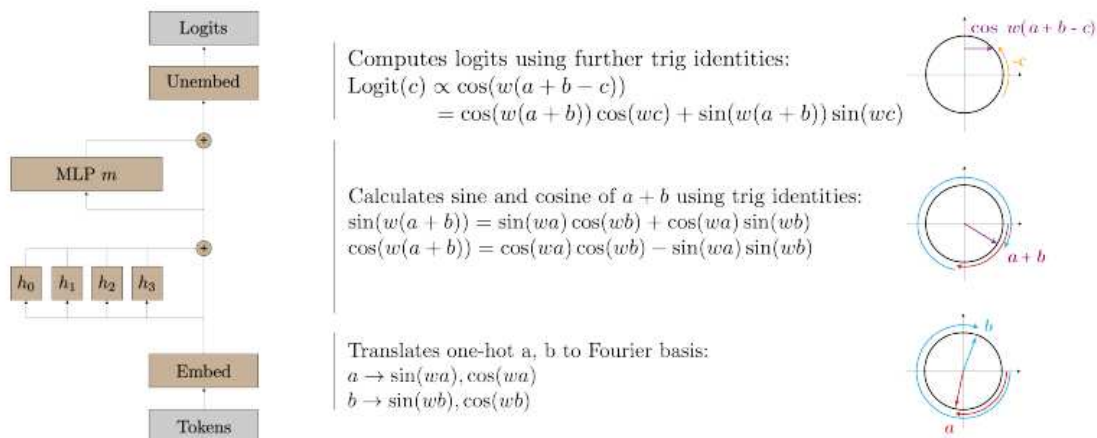 Logits
Unembed
+
MLP m
+
h₀ h₁ h₂ h₃
Embed
Tokens
Computes logits using further trig identities:
Logit(c) ∝ cos(w(a + b − c))
= cos(w(a + b)) cos(wc) + sin(w(a + b)) sin(wc)
Calculates sine and cosine of a + b using trig identities:
sin(w(a + b)) = sin(wa) cos(wb) + cos(wa) sin(wb)
cos(w(a + b)) = cos(wa) cos(wb) − sin(wa) sin(wb)
Translates one-hot a, b to Fourier basis:
a → sin(wa), cos(wa)
b → sin(wb), cos(wb)
cos w(a + b - c)
-c
a + b
b
a